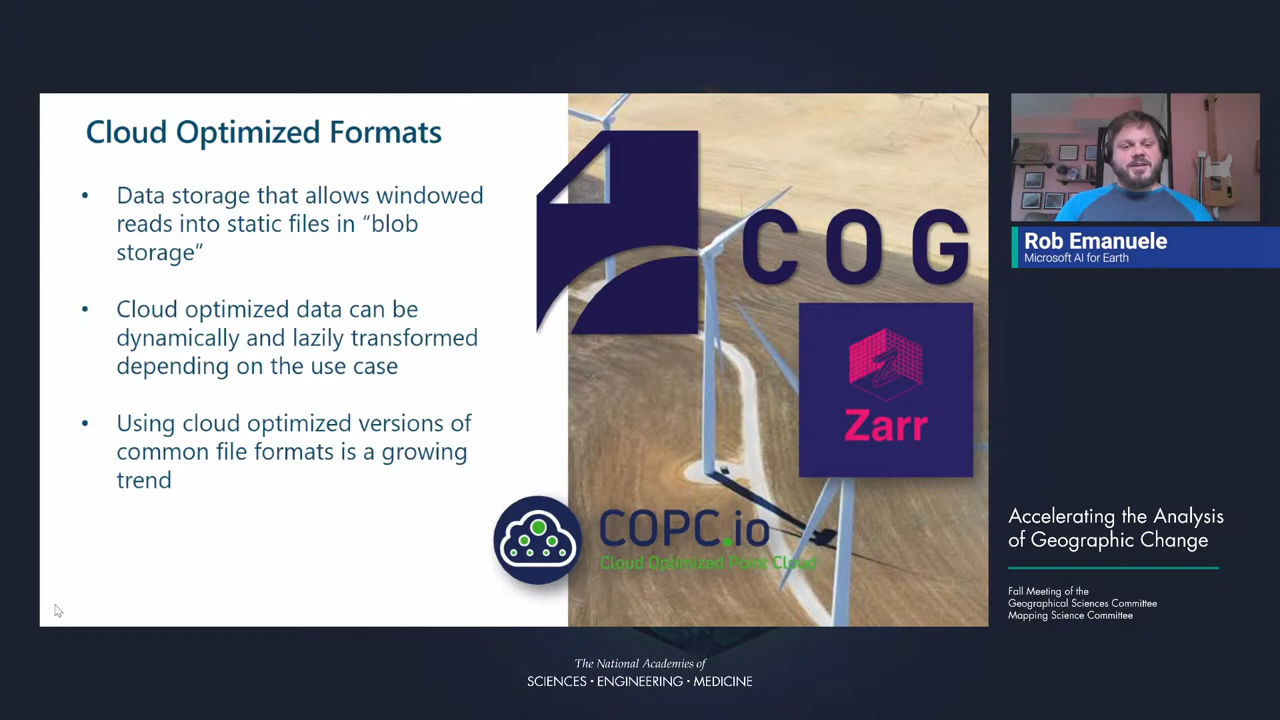 Cloud Optimized Formats
• Data storage that allows windowed
reads into static files in “blob
storage”
• Cloud optimized data can be
dynamically and lazily transformed
depending on the use case
• Using cloud optimized versions of
common file formats is a growing
trend
COG
Zarr
COPC.io
Cloud Optimized Point Cloud
Rob Emanuele
Microsoft AI for Earth
Accelerating the Analysis
of Geographic Change
Fall Meeting of the
Geographical Sciences Committee
Mapping Science Committee
The National Academies of
SCIENCES • ENGINEERING • MEDICINE